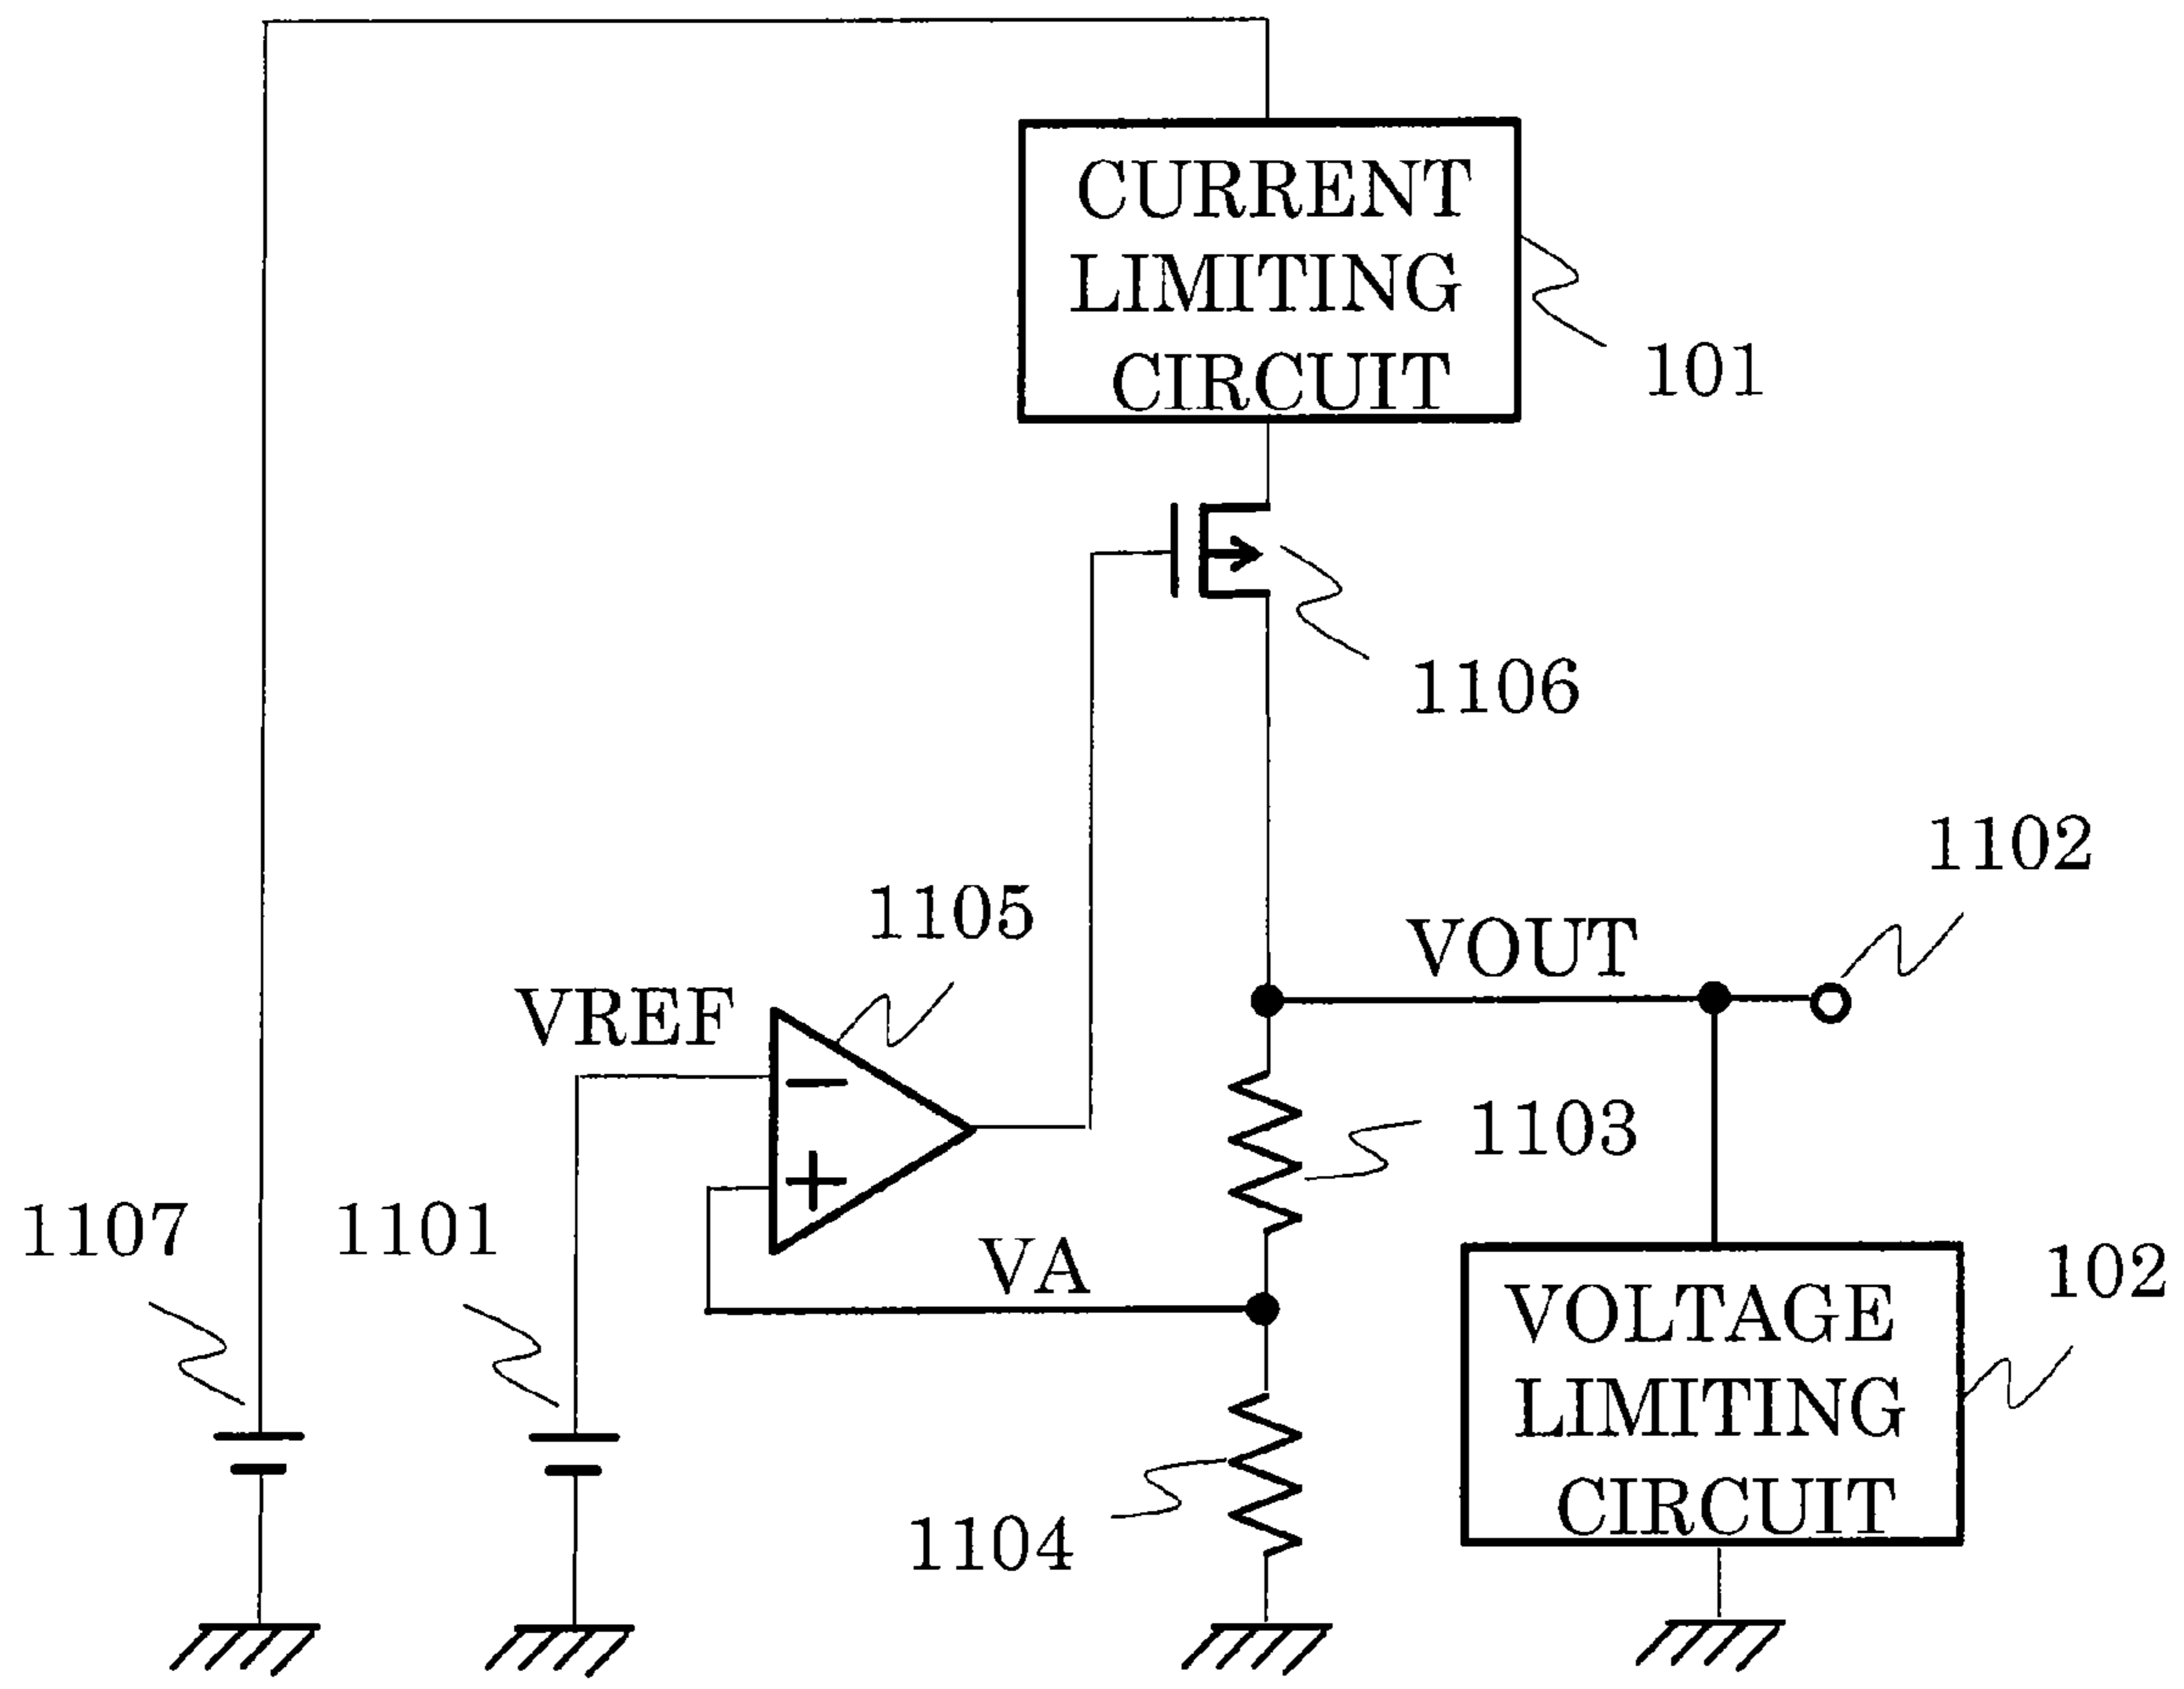 CURRENT
LIMITING
CIRCUIT
101
1106
1102
1105
VOUT
VREF
−
1103
+
1107
1101
VA
102
VOLTAGE
LIMITING
CIRCUIT
1104